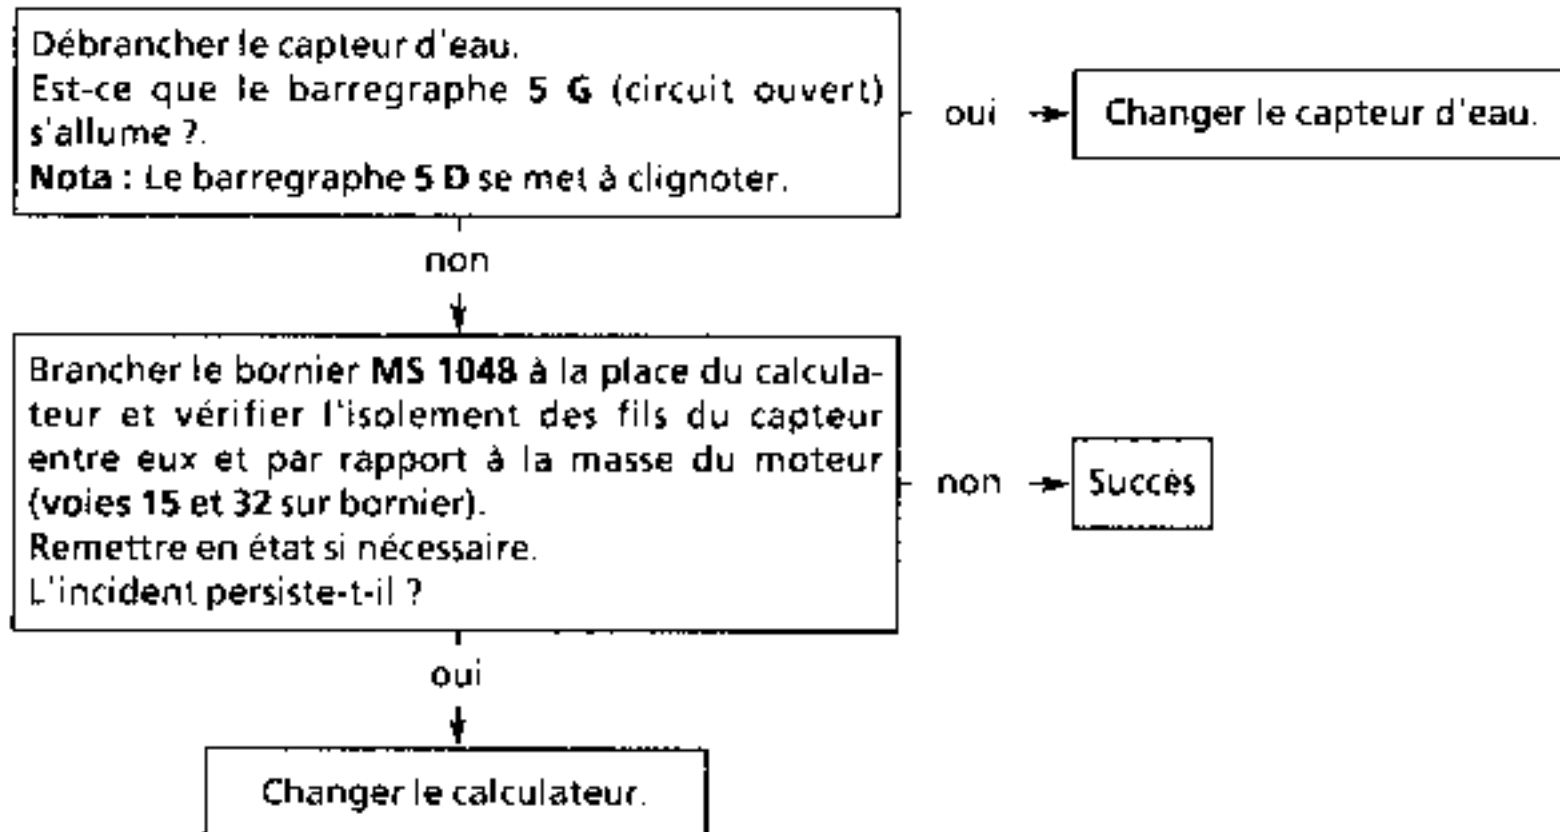 Débrancher le capteur d'eau.
Est-ce que le barregraphe 5 G (circuit ouvert)
s'allume ?.
Nota : Le barregraphe 5 D se met à clignoter.
oui
Changer le capteur d'eau.
non
Brancher le bornier MS 1048 à la place du calcula-
teur et vérifier l'isolement des fils du capteur
entre eux et par rapport à la masse du moteur
(voies 15 et 32 sur bornier).
Remettre en état si nécessaire.
L'incident persiste-t-il ?
non
Succès
oui
Changer le calculateur.